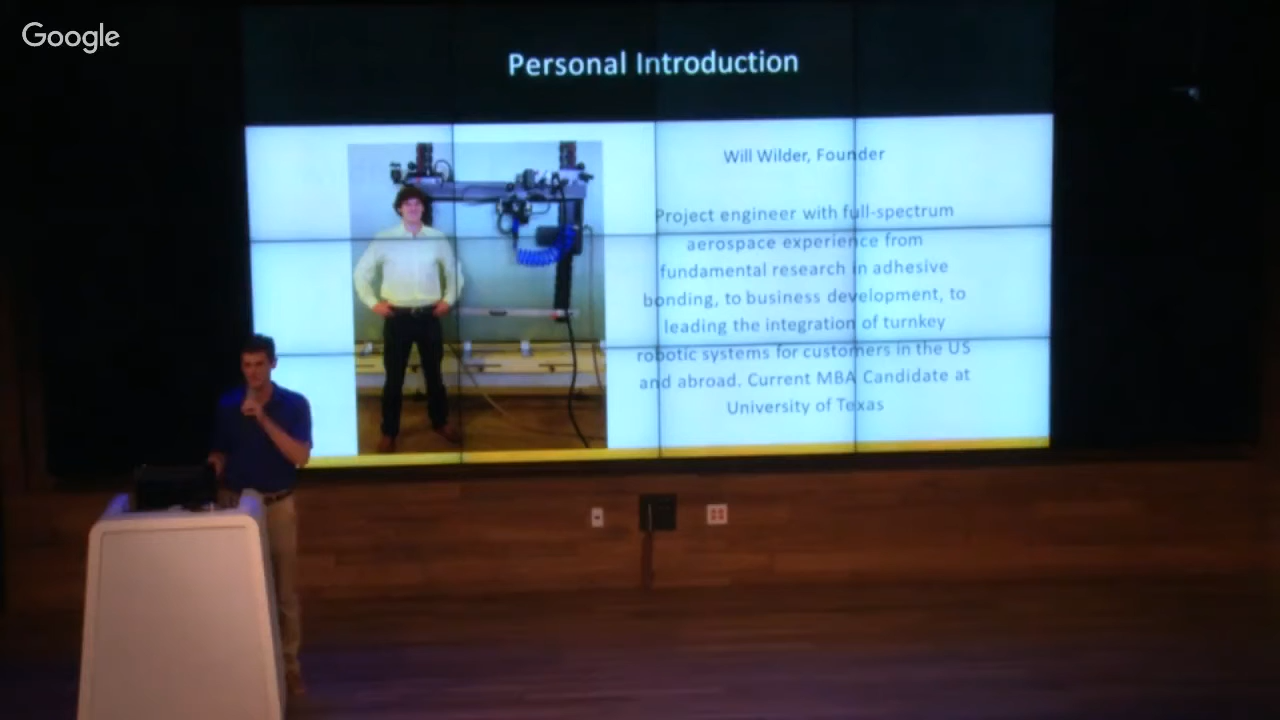 Google
Personal Introduction
Will Wilder, Founder
Project engineer with full-spectrum
aerospace experience from
fundamental research in adhesive
bonding, to business development, to
leading the integration of turnkey
robotic systems for customers in the US
and abroad. Current MBA Candidate at
University of Texas